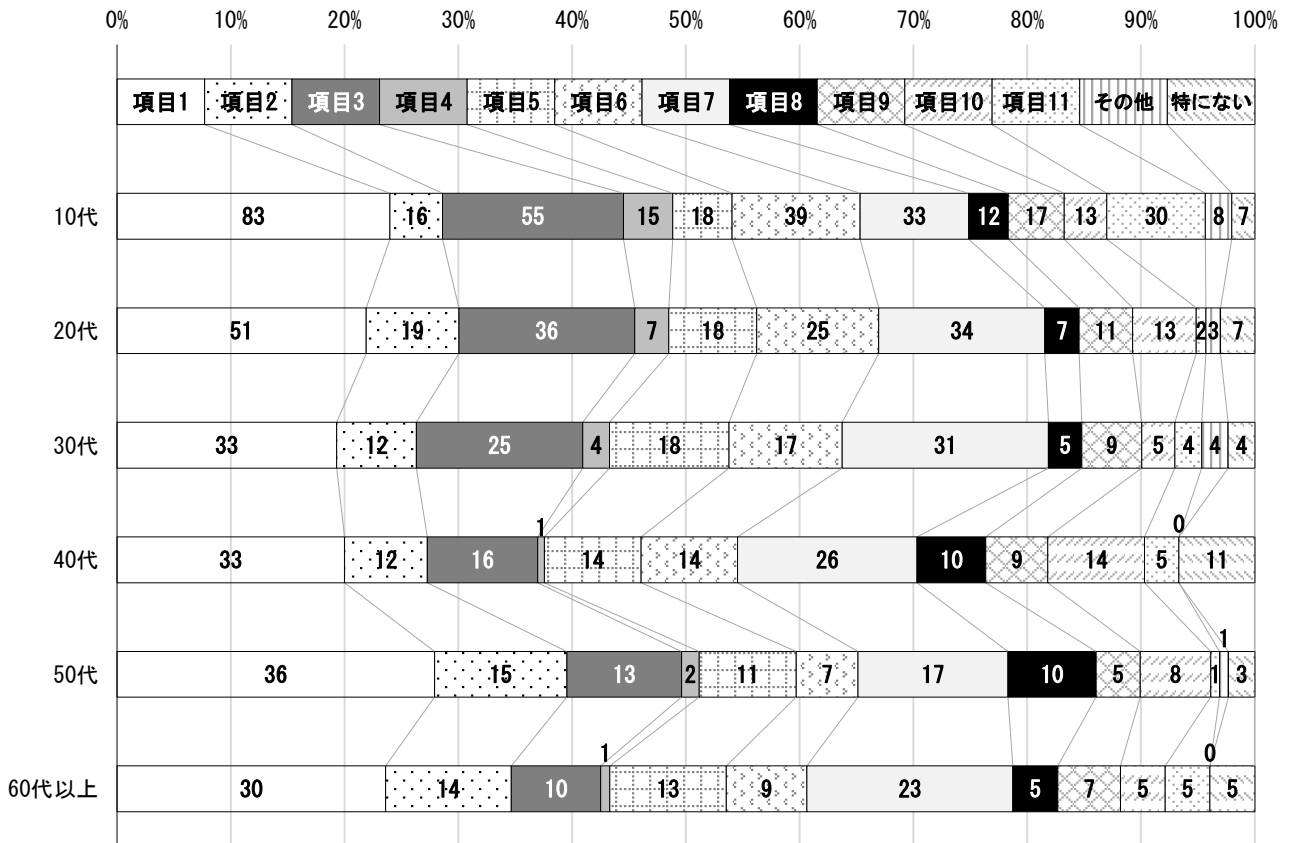 0% 10% 20% 30% 40% 50% 60% 70% 80% 90% 100%
項目1 項目2 項目3 項目4 項目5 項目6 項目7 項目8 項目9 項目10 項目11 その他 特にない
10代 83 16 55 15 18 39 33 12 17 13 30 8 7
20代 51 19 36 7 18 25 34 7 11 13 2 3 7
30代 33 12 25 4 18 17 31 5 9 5 4 4 4
1 0
40代 33 12 16 14 14 26 10 9 14 5 11
1
50代 36 15 13 2 11 7 17 10 5 8 1 3
1 0
60代以上 30 14 10 13 9 23 5 7 5 5 5